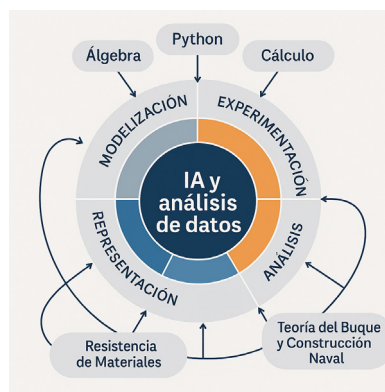 Python
Álgebra
Cálculo
MODELIZACIÓN
EXPERIMENTACIÓN
IA y
análisis
de datos
REPRESENTACIÓN
ANÁLISIS
Resistencia
de Materiales
Teoría del Buque
y Construcción
Naval